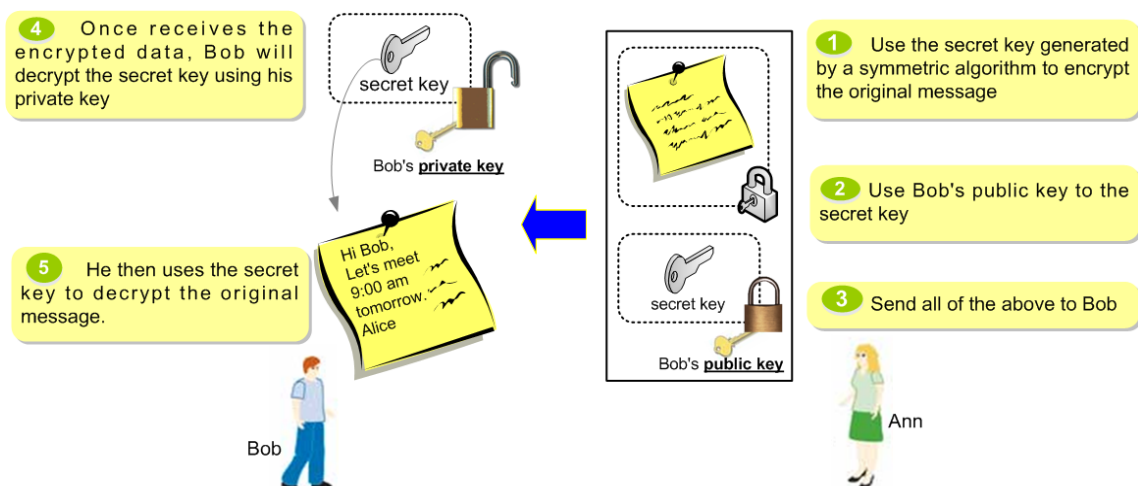 4 Once receives the
encrypted data, Bob will
decrypt the secret key using his
private key
secret key
Bob's private key
1 Use the secret key generated
by a symmetric algorithm to encrypt
the original message
2 Use Bob's public key to the
secret key
3 Send all of the above to Bob
secret key
Bob's public key
5 He then uses the secret
key to decrypt the original
message.
Hi Bob,
Let's meet
9:00 am
tomorrow.
Alice
Bob
Ann